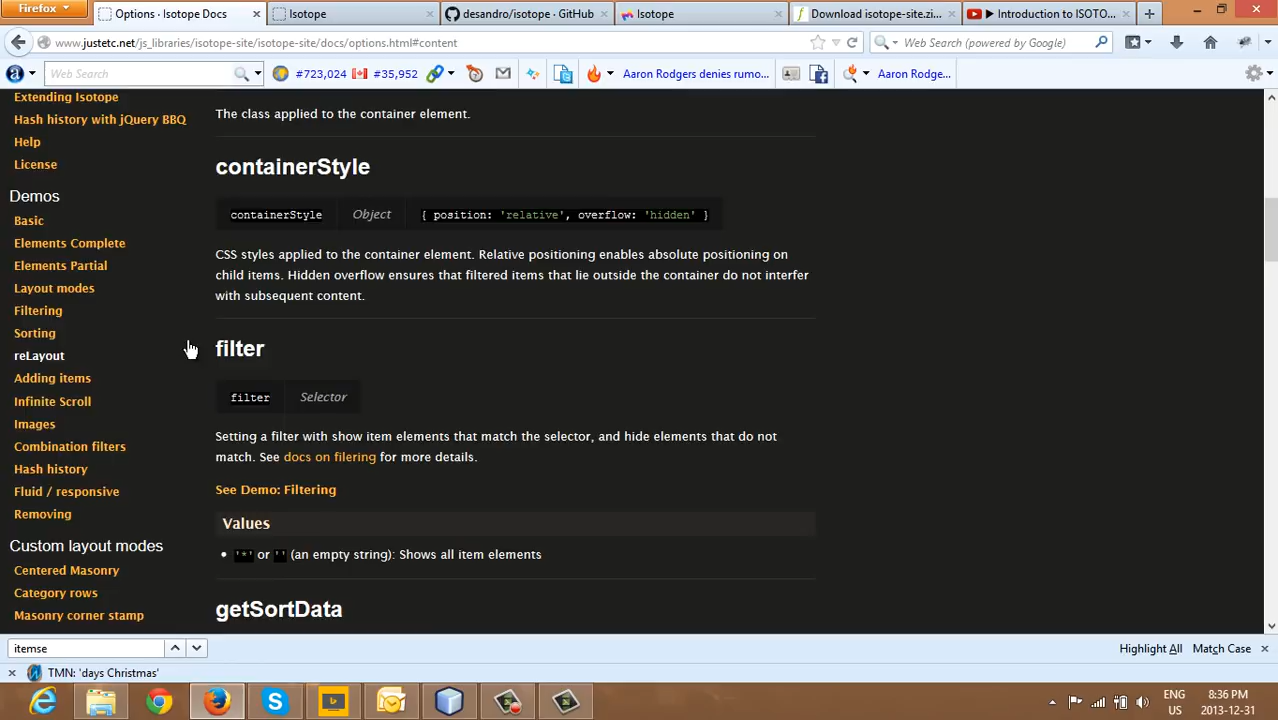 Firefox
Options · Isotope Docs
Isotope
desandro/isotope · GitHub
Isotope
Download isotope-site.zi...
▶ Introduction to ISOTO...
www.justetc.net/js_libraries/isotope-site/isotope-site/docs/options.html#content
Web Search (powered by Google)
Web Search
#723,024
#35,952
Aaron Rodgers denies rumo...
Aaron Rodge...
Extending Isotope
Hash history with jQuery BBQ
Help
License
Demos
Basic
Elements Complete
Elements Partial
Layout modes
Filtering
Sorting
reLayout
Adding items
Infinite Scroll
Images
Combination filters
Hash history
Fluid / responsive
Removing
Custom layout modes
Centered Masonry
Category rows
Masonry corner stamp
The class applied to the container element.
containerStyle
containerStyle Object { position: 'relative', overflow: 'hidden' }
CSS styles applied to the container element. Relative positioning enables absolute positioning on
child items. Hidden overflow ensures that filtered items that lie outside the container do not interfer
with subsequent content.
filter
filter Selector
Setting a filter with show item elements that match the selector, and hide elements that do not
match. See docs on filering for more details.
See Demo: Filtering
Values
• '*' or '' (an empty string): Shows all item elements
getSortData
itemse
Highlight All Match Case
TMN: 'days Christmas'
ENG
US
8:36 PM
2013-12-31